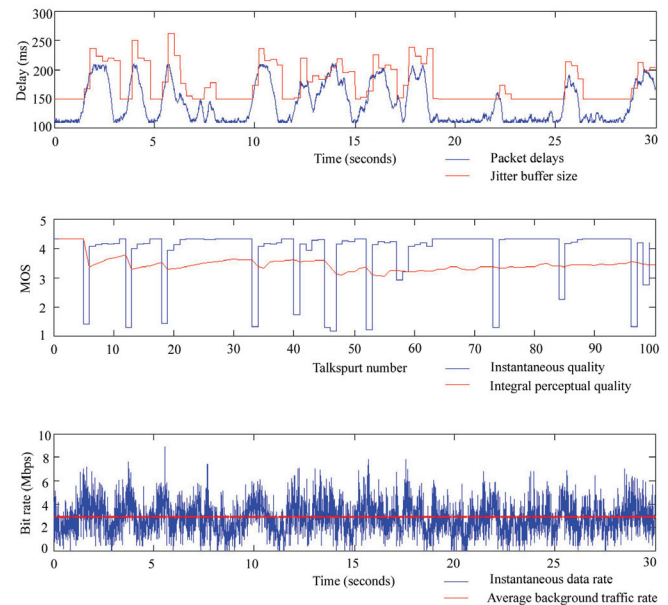 300
250
200
150
100
Delay (ms)
0 5 10 15 20 25 30
Time (seconds)
Packet delays
Jitter buffer size
5
4
3
2
1
MOS
0 10 20 30 40 50 60 70 80 90 100
Talkspurt number
Instantaneous quality
Integral perceptual quality
10
8
6
4
2
0
Bit rate (Mbps)
0 5 10 15 20 25 30
Time (seconds)
Instantaneous data rate
Average background traffic rate